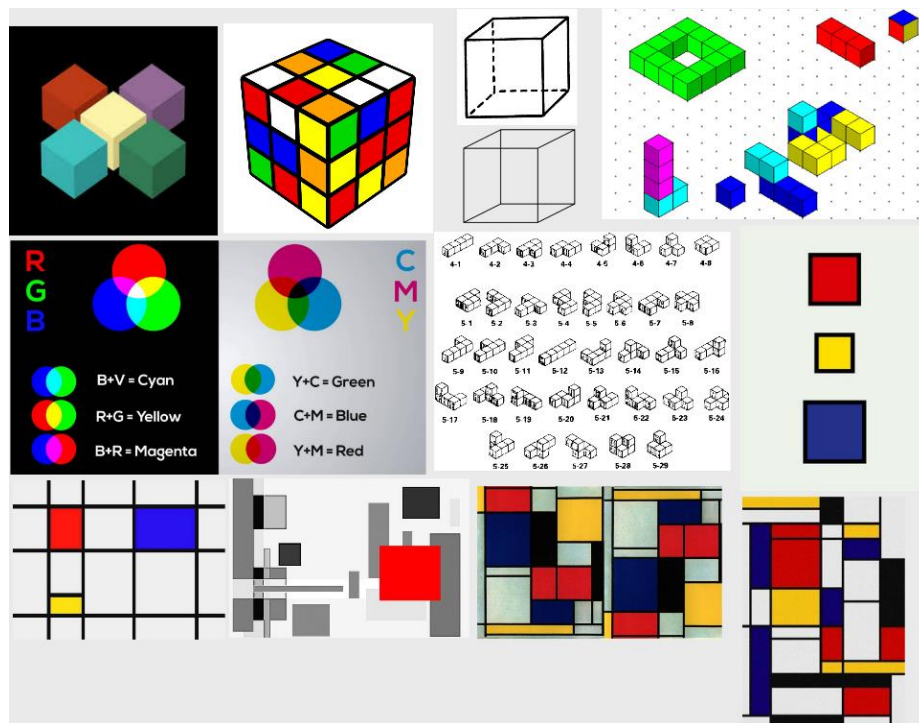 R
G
B
B+V = Cyan
R+G = Yellow
B+R = Magenta
C
M
Y
Y+C = Green
C+M = Blue
Y+M = Red
4-1 4-2 4-3 4-4 4-5 4-6 4-7 4-8
5-1 5-2 5-3 5-4 5-5 5-6 5-7 5-8
5-9 5-10 5-11 5-12 5-13 5-14 5-15 5-16
5-17 5-18 5-19 5-20 5-21 5-22 5-23 5-24
5-25 5-26 5-27 5-28 5-29